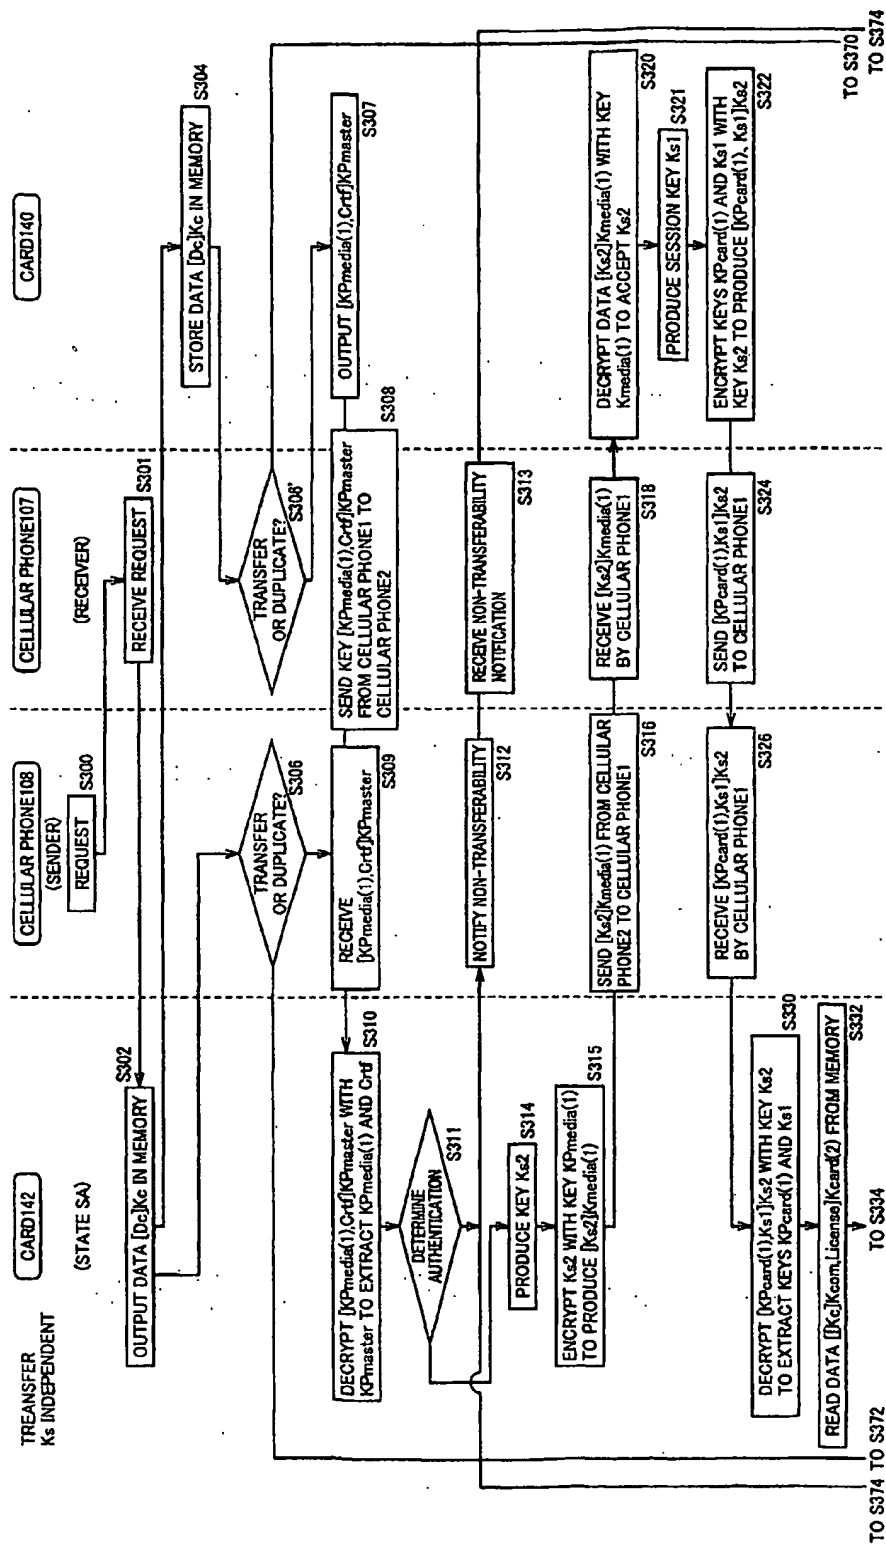 TREANSFER
Ks INDEPENDENT
CARD142
(STATE SA)
CELLULAR PHONE108
(SENDER)
CELLULAR PHONE107
(RECEIVER)
CARD140
REQUEST
S300
RECEIVE REQUEST
S301
S302
OUTPUT DATA [Dc]Kc IN MEMORY
STORE DATA [Dc]Kc IN MEMORY
S304
TRANSFER
OR DUPLICATE?
S306
TRANSFER
OR DUPLICATE?
S306'
OUTPUT [KPmedia(1),Crtf]KPmaster
S307
SEND KEY [KPmedia(1),Crtf]KPmaster
FROM CELLULAR PHONE1 TO
CELLULAR PHONE2
S308
RECEIVE
[KPmedia(1),Crtf]KPmaster
S309
DECRYPT [KPmedia(1),Crtf]KPmaster WITH
KPmaster TO EXTRACT KPmedia(1) AND Crtf
S310
DETERMINE
AUTHENTICATION
S311
NOTIFY NON-TRANSFERABILITY
S312
RECEIVE NON-TRANSFERABILITY
NOTIFICATION
S313
PRODUCE KEY Ks2
S314
ENCRYPT Ks2 WITH KEY KPmedia(1)
TO PRODUCE [Ks2]Kmedia(1)
S315
SEND [Ks2]Kmedia(1) FROM CELLULAR
PHONE2 TO CELLULAR PHONE1
S316
RECEIVE [Ks2]Kmedia(1)
BY CELLULAR PHONE1
S318
DECRYPT DATA [Ks2]Kmedia(1) WITH KEY
Kmedia(1) TO ACCEPT Ks2
S320
PRODUCE SESSION KEY Ks1
S321
ENCRYPT KEYS KPcard(1) AND Ks1 WITH
KEY Ks2 TO PRODUCE [KPcard(1), Ks1]Ks2
S322
SEND [KPcard(1),Ks1]Ks2
TO CELLULAR PHONE1
S324
RECEIVE [KPcard(1),Ks1]Ks2
BY CELLULAR PHONE1
S326
DECRYPT [KPcard(1),Ks1]Ks2 WITH KEY Ks2
TO EXTRACT KEYS KPcard(1) AND Ks1
S330
READ DATA [[Kc]Kcom,License]Kcard(2) FROM MEMORY
S332
TO S374
TO S372
TO S334
TO S370
TO S374